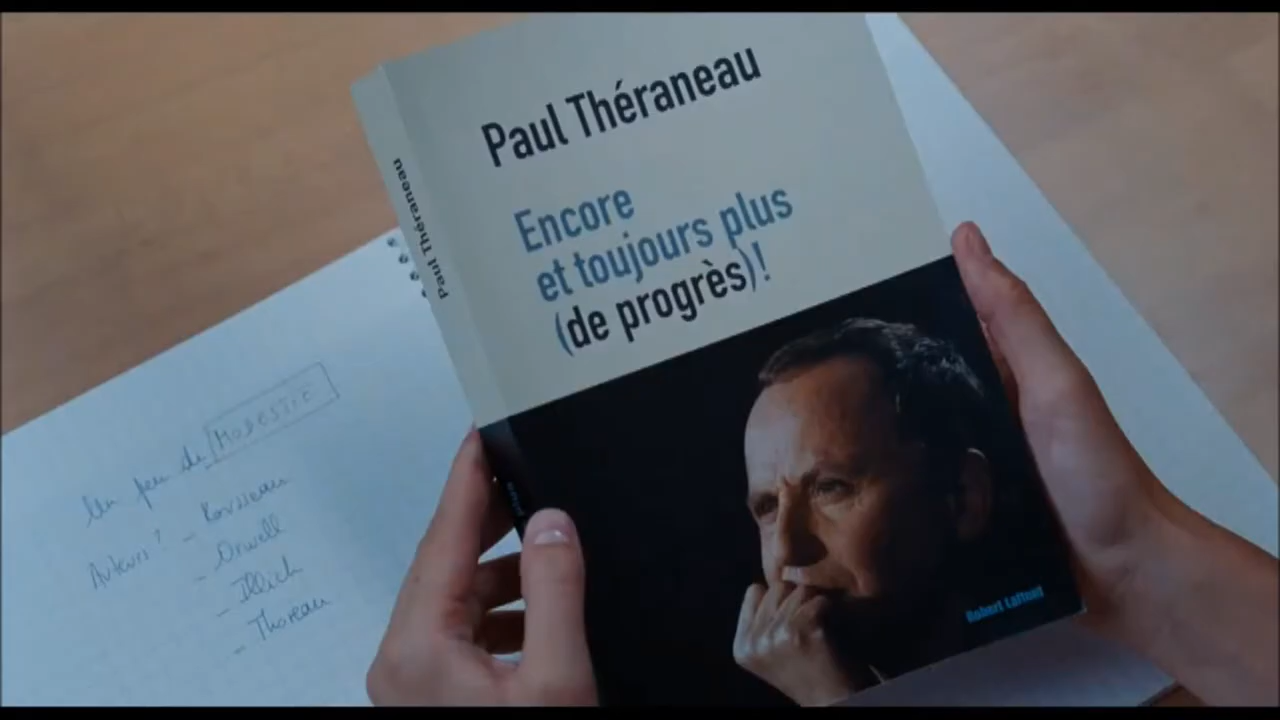 Paul Théraneau
Encore
et toujours plus
(de progrès)!
Robert Laffont
Paul Théraneau
Un peu de MODESTIE
Auteurs? - Rousseau
- Orwell
- Illich
- Thoreau